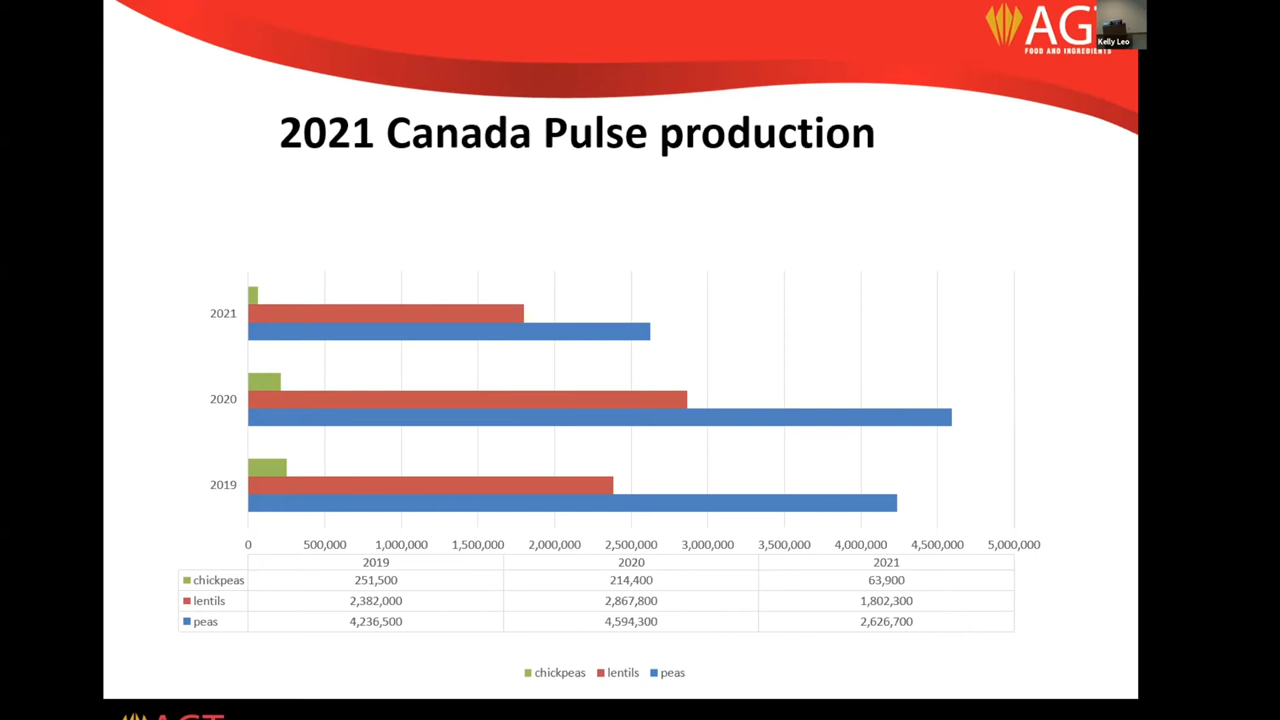 AGT
Kelly Leo
FOOD AND INGREDIENTS
2021 Canada Pulse production
2021
2020
2019
0 500,000 1,000,000 1,500,000 2,000,000 2,500,000 3,000,000 3,500,000 4,000,000 4,500,000 5,000,000
2019 2020 2021
chickpeas 251,500 214,400 63,900
lentils 2,382,000 2,867,800 1,802,300
peas 4,236,500 4,594,300 2,626,700
chickpeas lentils peas
AGT